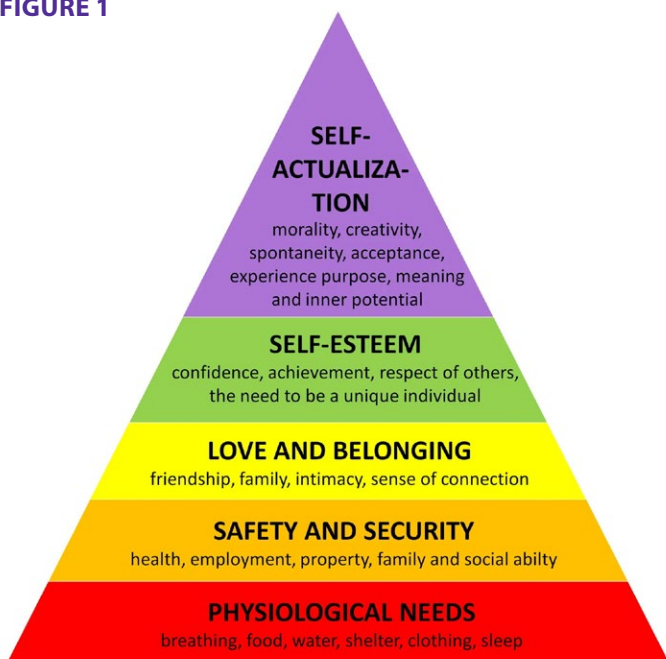 FIGURE 1
SELF-
ACTUALIZA-
TION
morality, creativity,
spontaneity, acceptance,
experience purpose, meaning
and inner potential
SELF-ESTEEM
confidence, achievement, respect of others,
the need to be a unique individual
LOVE AND BELONGING
friendship, family, intimacy, sense of connection
SAFETY AND SECURITY
health, employment, property, family and social abilty
PHYSIOLOGICAL NEEDS
breathing, food, water, shelter, clothing, sleep